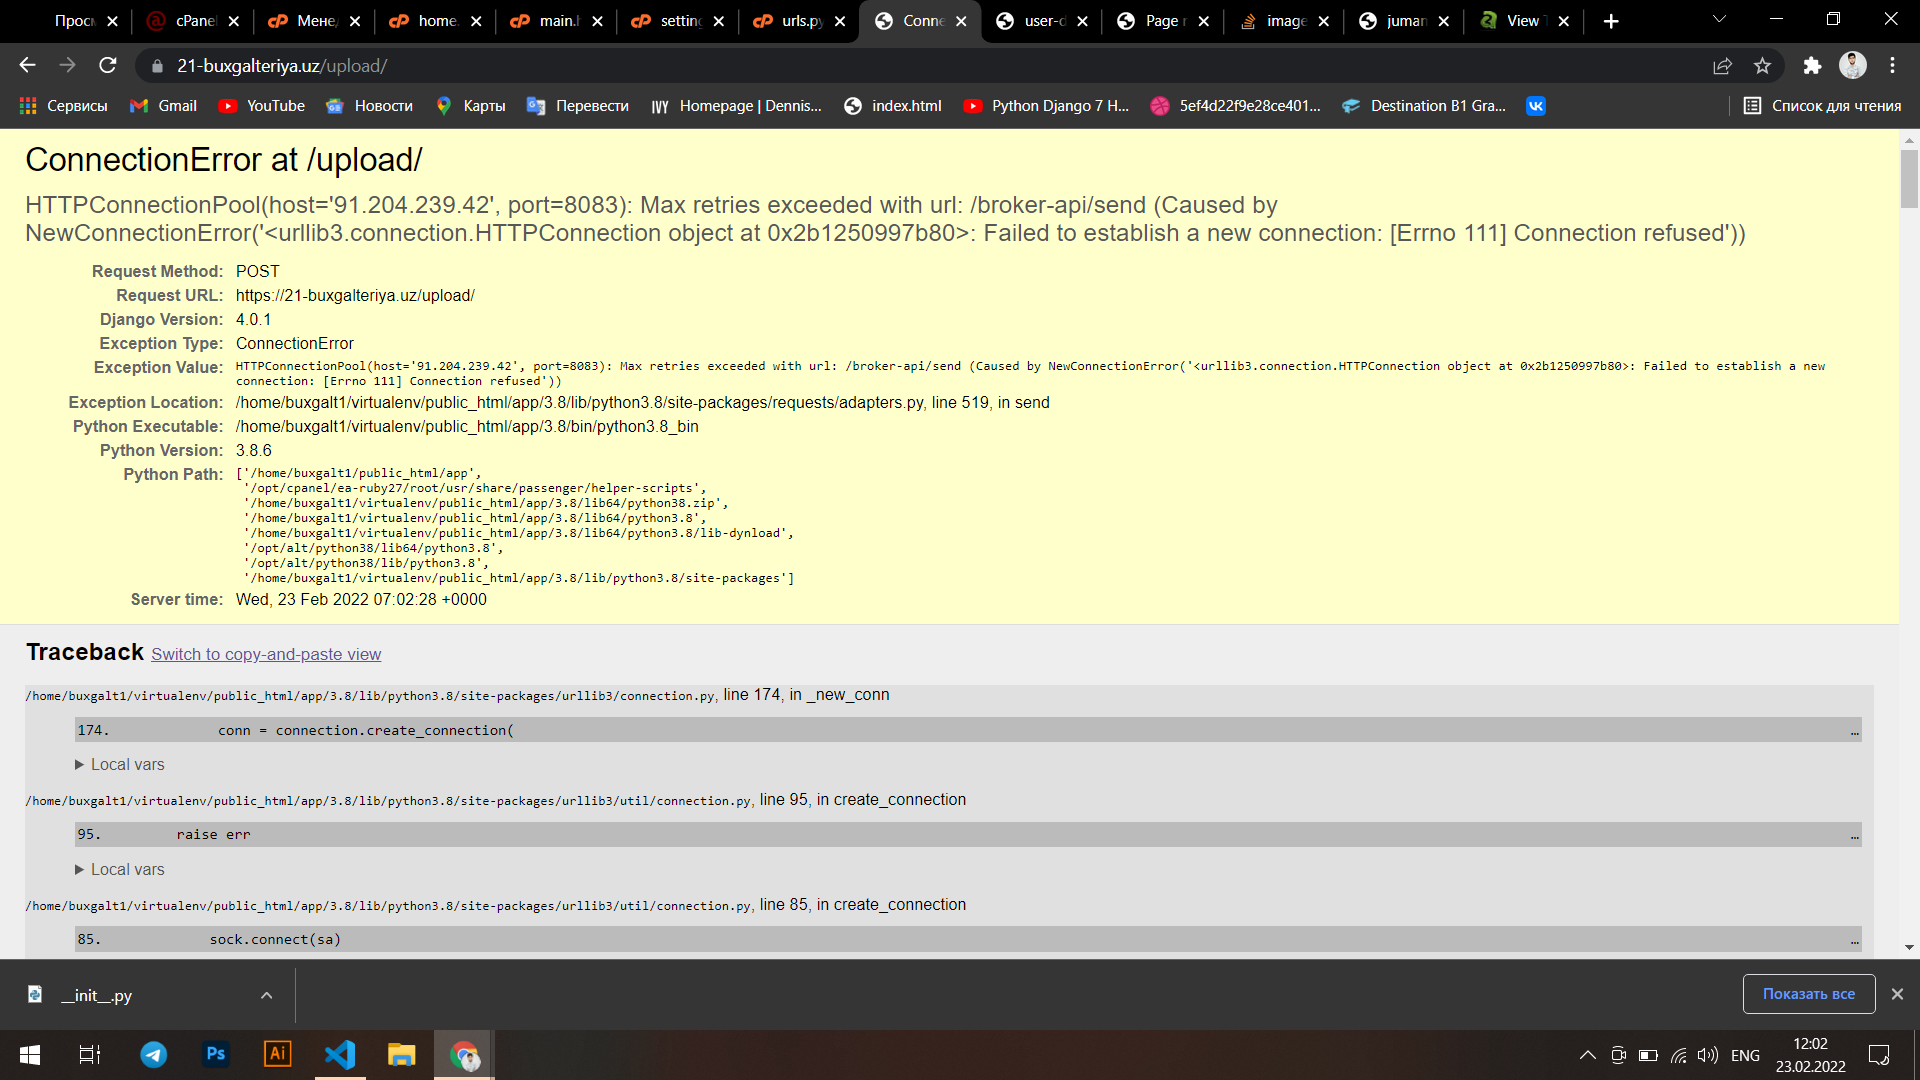 Просм
cPane
Мене
home.
main.h
setting
urls.py
Conne
user-d
Page n
image
juman
View T
21-buxgalteriya.uz/upload/
Сервисы
Gmail
YouTube
Новости
Карты
Перевести
Homepage | Dennis...
index.html
Python Django 7 H...
5ef4d22f9e28ce401...
Destination B1 Gra...
Список для чтения
ConnectionError at /upload/
HTTPConnectionPool(host='91.204.239.42', port=8083): Max retries exceeded with url: /broker-api/send (Caused by
NewConnectionError('<urllib3.connection.HTTPConnection object at 0x2b1250997b80>: Failed to establish a new connection: [Errno 111] Connection refused'))
Request Method: POST
Request URL: https://21-buxgalteriya.uz/upload/
Django Version: 4.0.1
Exception Type: ConnectionError
Exception Value: HTTPConnectionPool(host='91.204.239.42', port=8083): Max retries exceeded with url: /broker-api/send (Caused by NewConnectionError('<urllib3.connection.HTTPConnection object at 0x2b1250997b80>: Failed to establish a new
connection: [Errno 111] Connection refused'))
Exception Location: /home/buxgalt1/virtualenv/public_html/app/3.8/lib/python3.8/site-packages/requests/adapters.py, line 519, in send
Python Executable: /home/buxgalt1/virtualenv/public_html/app/3.8/bin/python3.8_bin
Python Version: 3.8.6
Python Path: ['/home/buxgalt1/public_html/app',
'/opt/cpanel/ea-ruby27/root/usr/share/passenger/helper-scripts',
'/home/buxgalt1/virtualenv/public_html/app/3.8/lib64/python38.zip',
'/home/buxgalt1/virtualenv/public_html/app/3.8/lib64/python3.8',
'/home/buxgalt1/virtualenv/public_html/app/3.8/lib64/python3.8/lib-dynload',
'/opt/alt/python38/lib64/python3.8',
'/opt/alt/python38/lib/python3.8',
'/home/buxgalt1/virtualenv/public_html/app/3.8/lib/python3.8/site-packages']
Server time: Wed, 23 Feb 2022 07:02:28 +0000
Traceback Switch to copy-and-paste view
/home/buxgalt1/virtualenv/public_html/app/3.8/lib/python3.8/site-packages/urllib3/connection.py, line 174, in _new_conn
174. conn = connection.create_connection( …
▶ Local vars
/home/buxgalt1/virtualenv/public_html/app/3.8/lib/python3.8/site-packages/urllib3/util/connection.py, line 95, in create_connection
95. raise err …
▶ Local vars
/home/buxgalt1/virtualenv/public_html/app/3.8/lib/python3.8/site-packages/urllib3/util/connection.py, line 85, in create_connection
85. sock.connect(sa) …
__init__.py
Показать все
Ps
Ai
ENG
12:02
23.02.2022